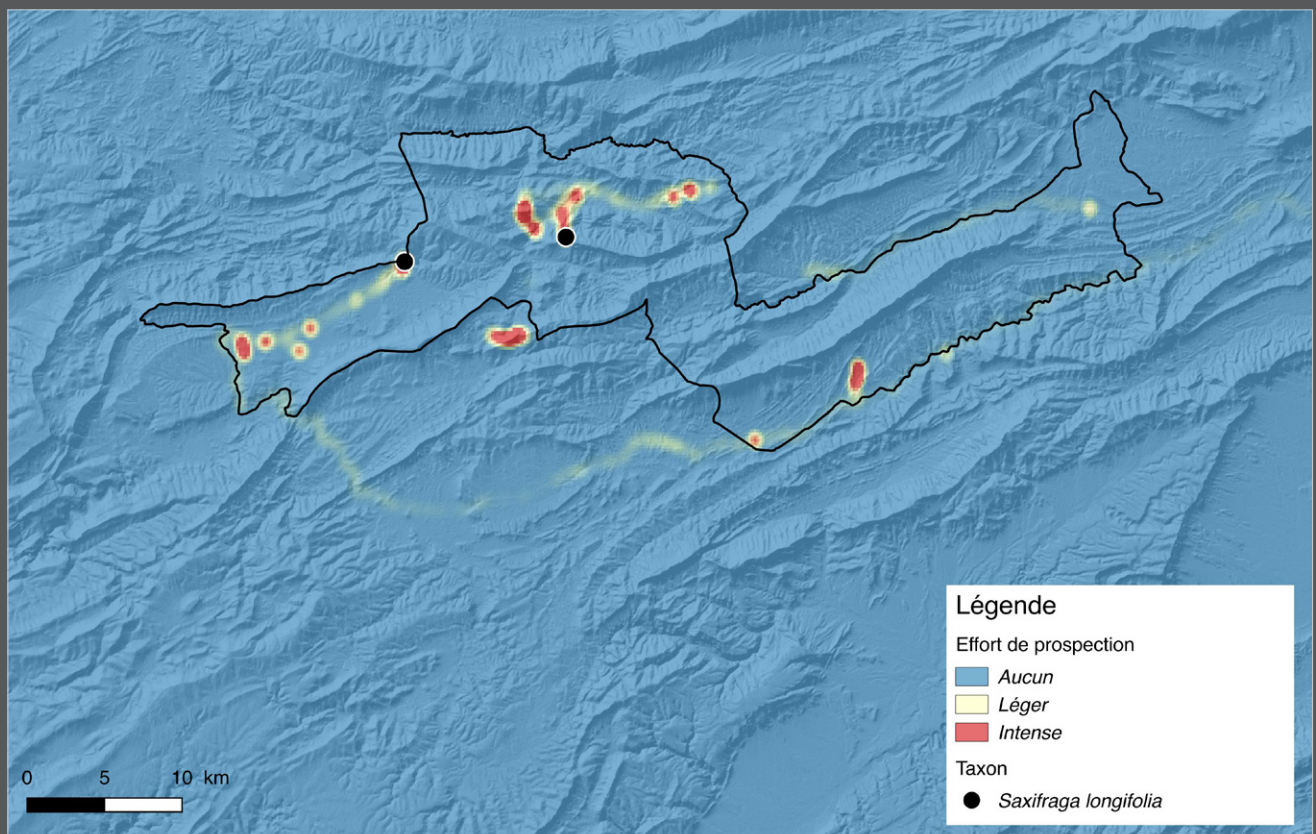 Légende
Effort de prospection
Aucun
Léger
Intense
Taxon
Saxifraga longifolia
0 5 10 km